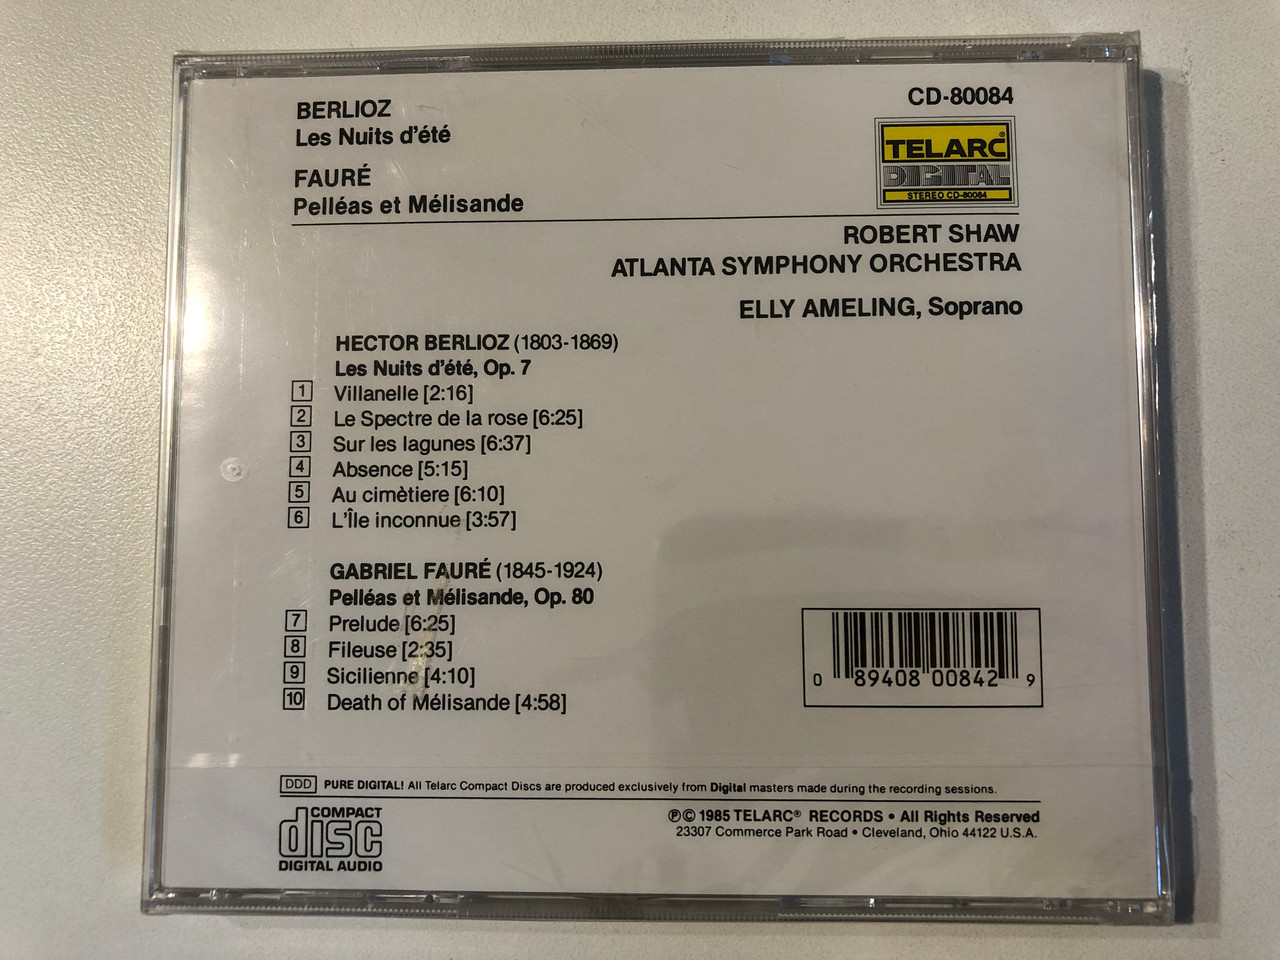 BERLIOZ
Les Nuits d'été
FAURÉ
Pelléas et Mélisande
CD-80084
TELARC®
DIGITAL
STEREO CD-80084
ROBERT SHAW
ATLANTA SYMPHONY ORCHESTRA
ELLY AMELING, Soprano
HECTOR BERLIOZ (1803-1869)
Les Nuits d'été, Op. 7
1 Villanelle [2:16]
2 Le Spectre de la rose [6:25]
3 Sur les lagunes [6:37]
4 Absence [5:15]
5 Au cimètiere [6:10]
6 L'Île inconnue [3:57]
GABRIEL FAURÉ (1845-1924)
Pelléas et Mélisande, Op. 80
7 Prelude [6:25]
8 Fileuse [2:35]
9 Sicilienne [4:10]
10 Death of Mélisande [4:58]
0 89408 00842 9
DDD PURE DIGITAL! All Telarc Compact Discs are produced exclusively from Digital masters made during the recording sessions.
COMPACT
disc
DIGITAL AUDIO
℗© 1985 TELARC® RECORDS • All Rights Reserved
23307 Commerce Park Road • Cleveland, Ohio 44122 U.S.A.